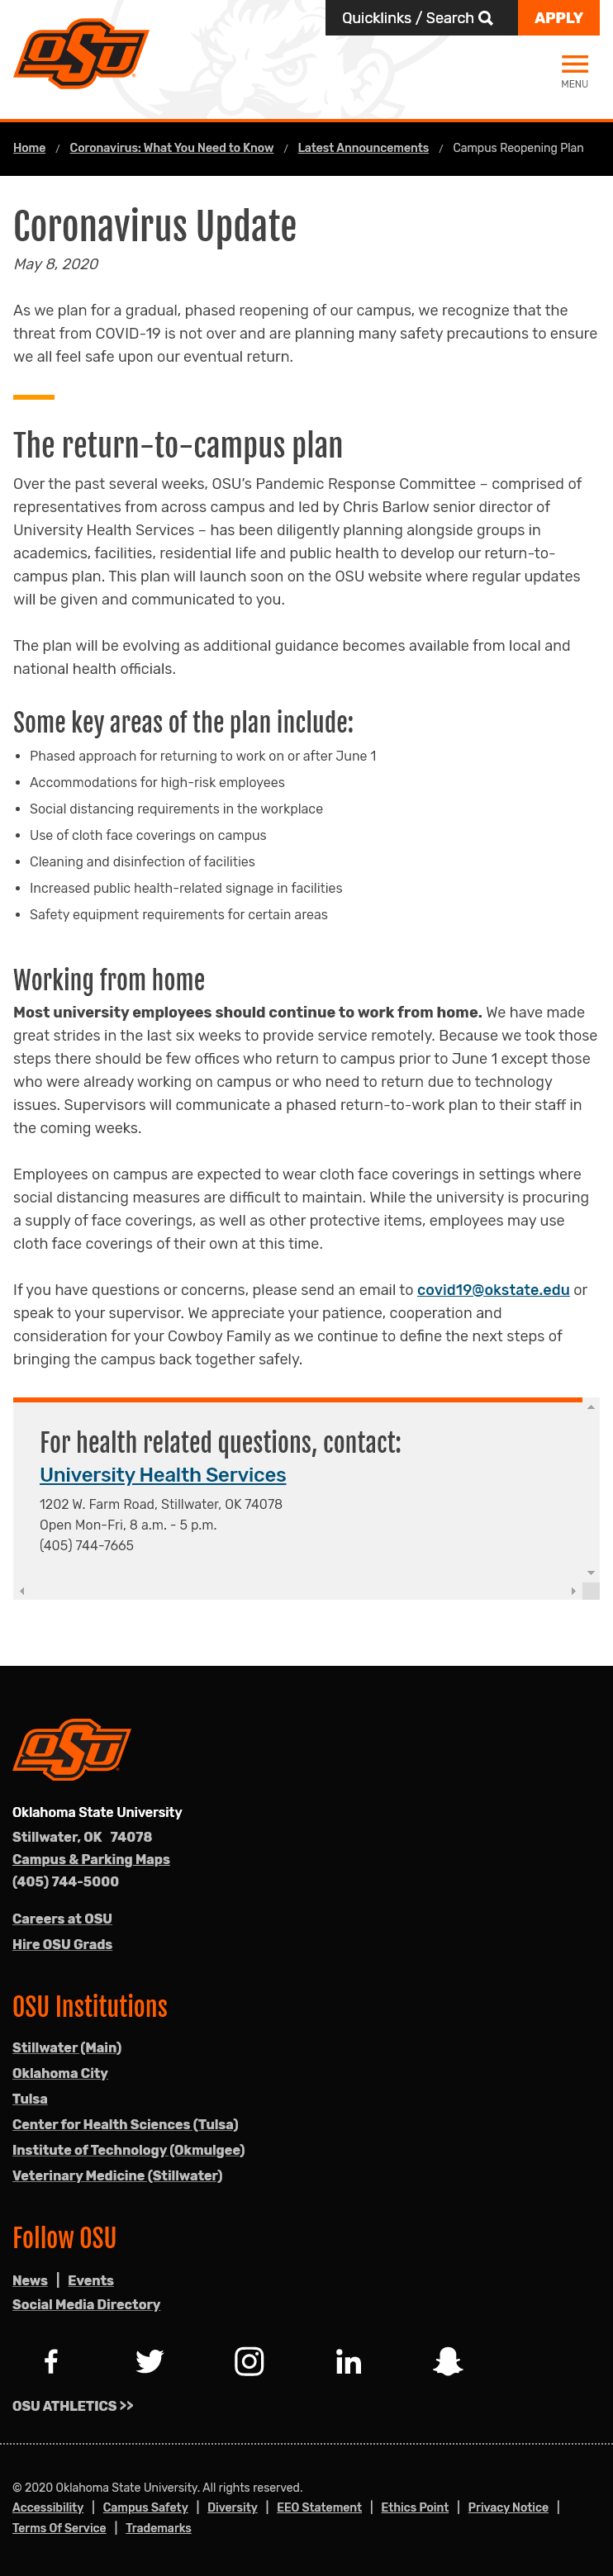 Quicklinks / Search
APPLY
OSU
MENU
Home / Coronavirus: What You Need to Know / Latest Announcements / Campus Reopening Plan
Coronavirus Update
May 8, 2020
As we plan for a gradual, phased reopening of our campus, we recognize that the
threat from COVID-19 is not over and are planning many safety precautions to ensure
we all feel safe upon our eventual return.
The return-to-campus plan
Over the past several weeks, OSU's Pandemic Response Committee – comprised of
representatives from across campus and led by Chris Barlow senior director of
University Health Services – has been diligently planning alongside groups in
academics, facilities, residential life and public health to develop our return-to-
campus plan. This plan will launch soon on the OSU website where regular updates
will be given and communicated to you.
The plan will be evolving as additional guidance becomes available from local and
national health officials.
Some key areas of the plan include:
• Phased approach for returning to work on or after June 1
• Accommodations for high-risk employees
• Social distancing requirements in the workplace
• Use of cloth face coverings on campus
• Cleaning and disinfection of facilities
• Increased public health-related signage in facilities
• Safety equipment requirements for certain areas
Working from home
Most university employees should continue to work from home. We have made
great strides in the last six weeks to provide service remotely. Because we took those
steps there should be few offices who return to campus prior to June 1 except those
who were already working on campus or who need to return due to technology
issues. Supervisors will communicate a phased return-to-work plan to their staff in
the coming weeks.
Employees on campus are expected to wear cloth face coverings in settings where
social distancing measures are difficult to maintain. While the university is procuring
a supply of face coverings, as well as other protective items, employees may use
cloth face coverings of their own at this time.
If you have questions or concerns, please send an email to covid19@okstate.edu or
speak to your supervisor. We appreciate your patience, cooperation and
consideration for your Cowboy Family as we continue to define the next steps of
bringing the campus back together safely.
For health related questions, contact:
University Health Services
1202 W. Farm Road, Stillwater, OK 74078
Open Mon-Fri, 8 a.m. - 5 p.m.
(405) 744-7665
OSU
Oklahoma State University
Stillwater, OK 74078
Campus & Parking Maps
(405) 744-5000
Careers at OSU
Hire OSU Grads
OSU Institutions
Stillwater (Main)
Oklahoma City
Tulsa
Center for Health Sciences (Tulsa)
Institute of Technology (Okmulgee)
Veterinary Medicine (Stillwater)
Follow OSU
News | Events
Social Media Directory
OSU ATHLETICS >>
© 2020 Oklahoma State University. All rights reserved.
Accessibility | Campus Safety | Diversity | EEO Statement | Ethics Point | Privacy Notice |
Terms Of Service | Trademarks